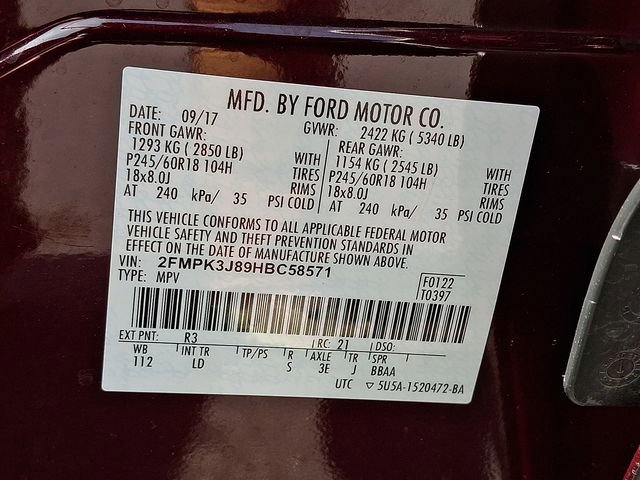 MFD. BY FORD MOTOR CO.
DATE: 09/17 GVWR: 2422 KG ( 5340 LB)
FRONT GAWR: REAR GAWR:
1293 KG ( 2850 LB) WITH 1154 KG ( 2545 LB) WITH
P245/60R18 104H TIRES P245/60R18 104H TIRES
18x8.0J RIMS 18x8.0J RIMS
AT 240 kPa/ 35 PSI COLD AT 240 kPa/ 35 PSI COLD
THIS VEHICLE CONFORMS TO ALL APPLICABLE FEDERAL MOTOR
VEHICLE SAFETY AND THEFT PREVENTION STANDARDS IN
EFFECT ON THE DATE OF MANUFACTURE SHOWN ABOVE.
VIN: 2FMPK3J89HBC58571
TYPE: MPV F0122
T0397
EXT PNT: R3 RC: 21 DSO:
WB INT TR TP/PS R AXLE TR SPR
112 LD S 3E J BBAA
UTC ▽ 5U5A-1520472-BA